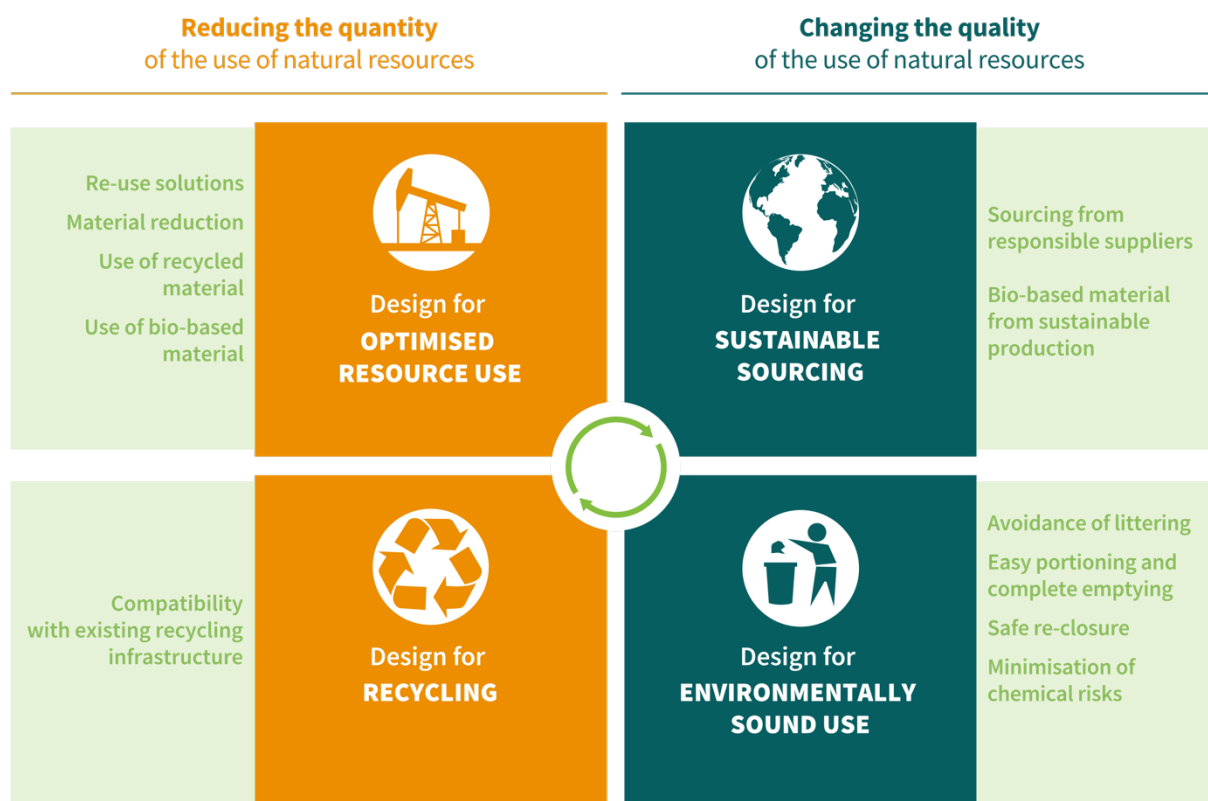 Reducing the quantity
of the use of natural resources
Changing the quality
of the use of natural resources
Re-use solutions
Material reduction
Use of recycled
material
Use of bio-based
material
Design for
OPTIMISED
RESOURCE USE
Design for
SUSTAINABLE
SOURCING
Sourcing from
responsible suppliers
Bio-based material
from sustainable
production
Compatibility
with existing recycling
infrastructure
Design for
RECYCLING
Design for
ENVIRONMENTALLY
SOUND USE
Avoidance of littering
Easy portioning and
complete emptying
Safe re-closure
Minimisation of
chemical risks